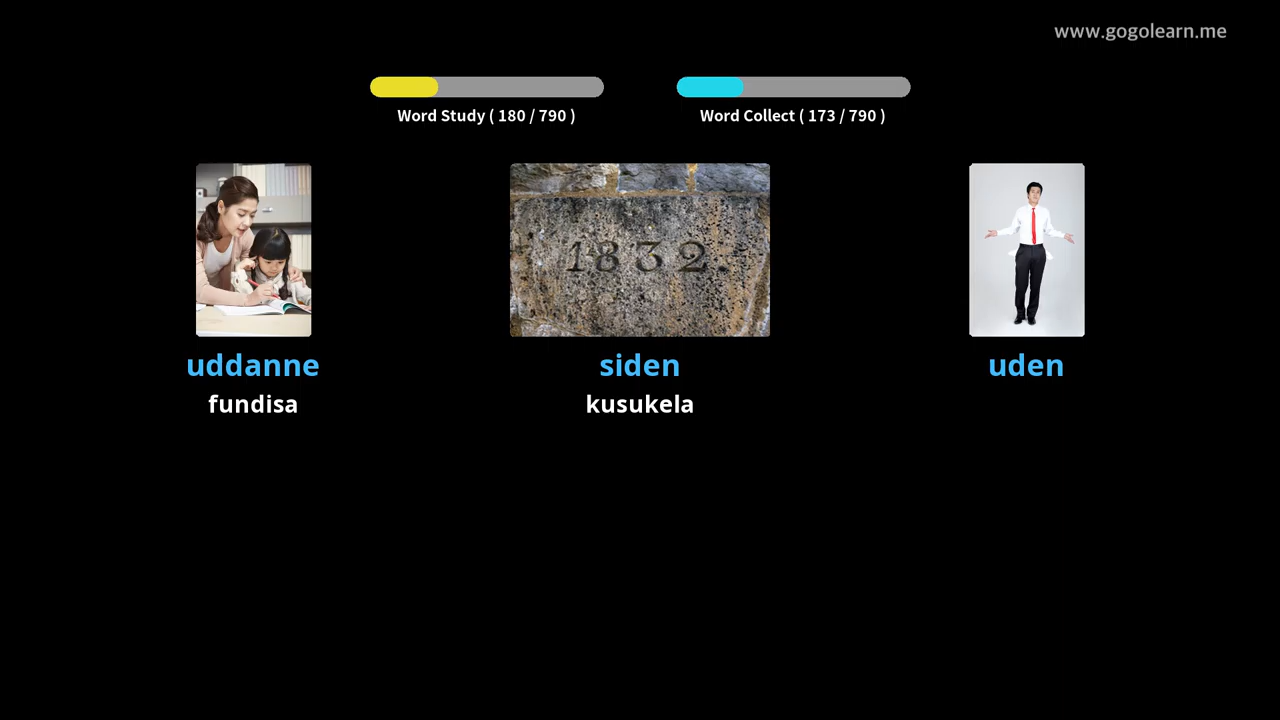 www.gogolearn.me
Word Study ( 180 / 790 )
Word Collect ( 173 / 790 )
1832.
uddanne
siden
uden
fundisa
kusukela